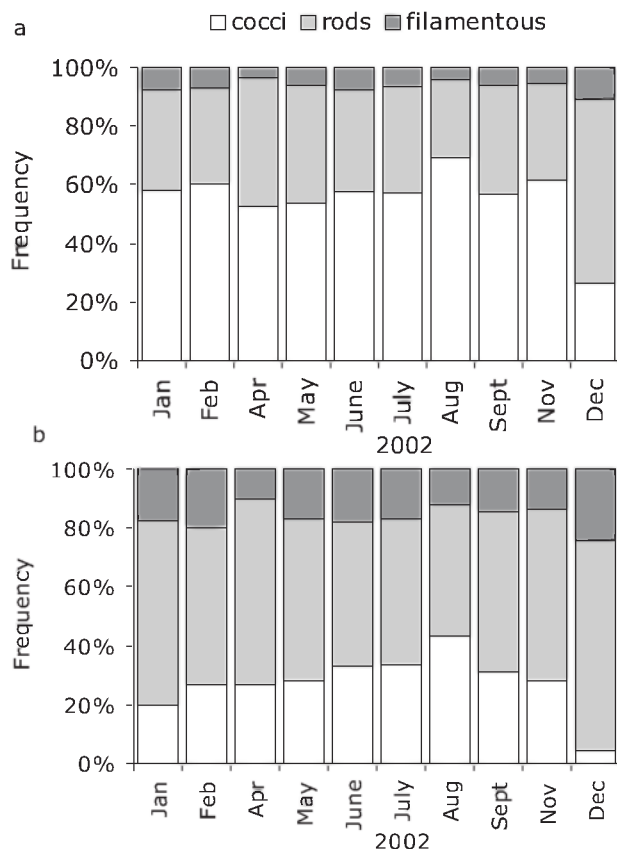 a
cocci rods filamentous
100%
80%
60%
40%
20%
0%
Frequency
Jan Feb Apr May June July Aug Sept Nov Dec
2002
b
100%
80%
60%
40%
20%
0%
Frequency
Jan Feb Apr May June July Aug Sept Nov Dec
2002